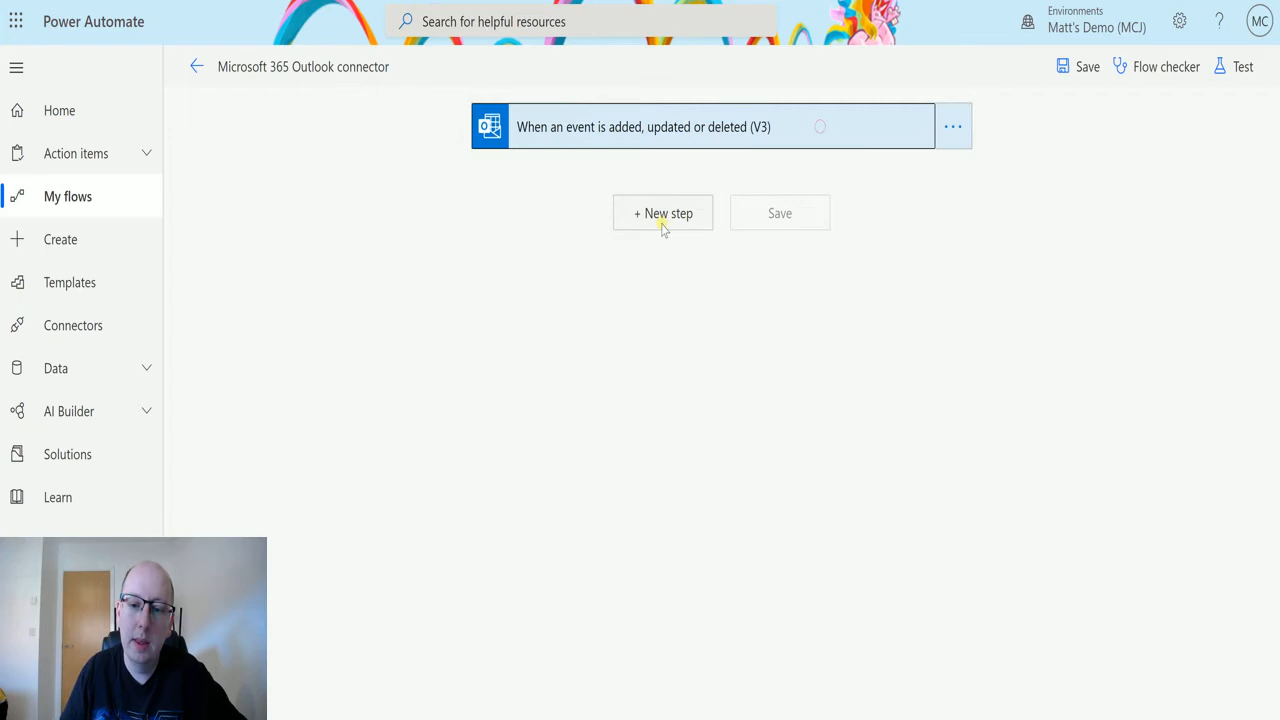 Power Automate
Search for helpful resources
Environments
Matt's Demo (MCJ)
?
MC
Microsoft 365 Outlook connector
Save
Flow checker
Test
Home
Action items
My flows
Create
Templates
Connectors
Data
AI Builder
Solutions
Learn
When an event is added, updated or deleted (V3)
...
+ New step
Save